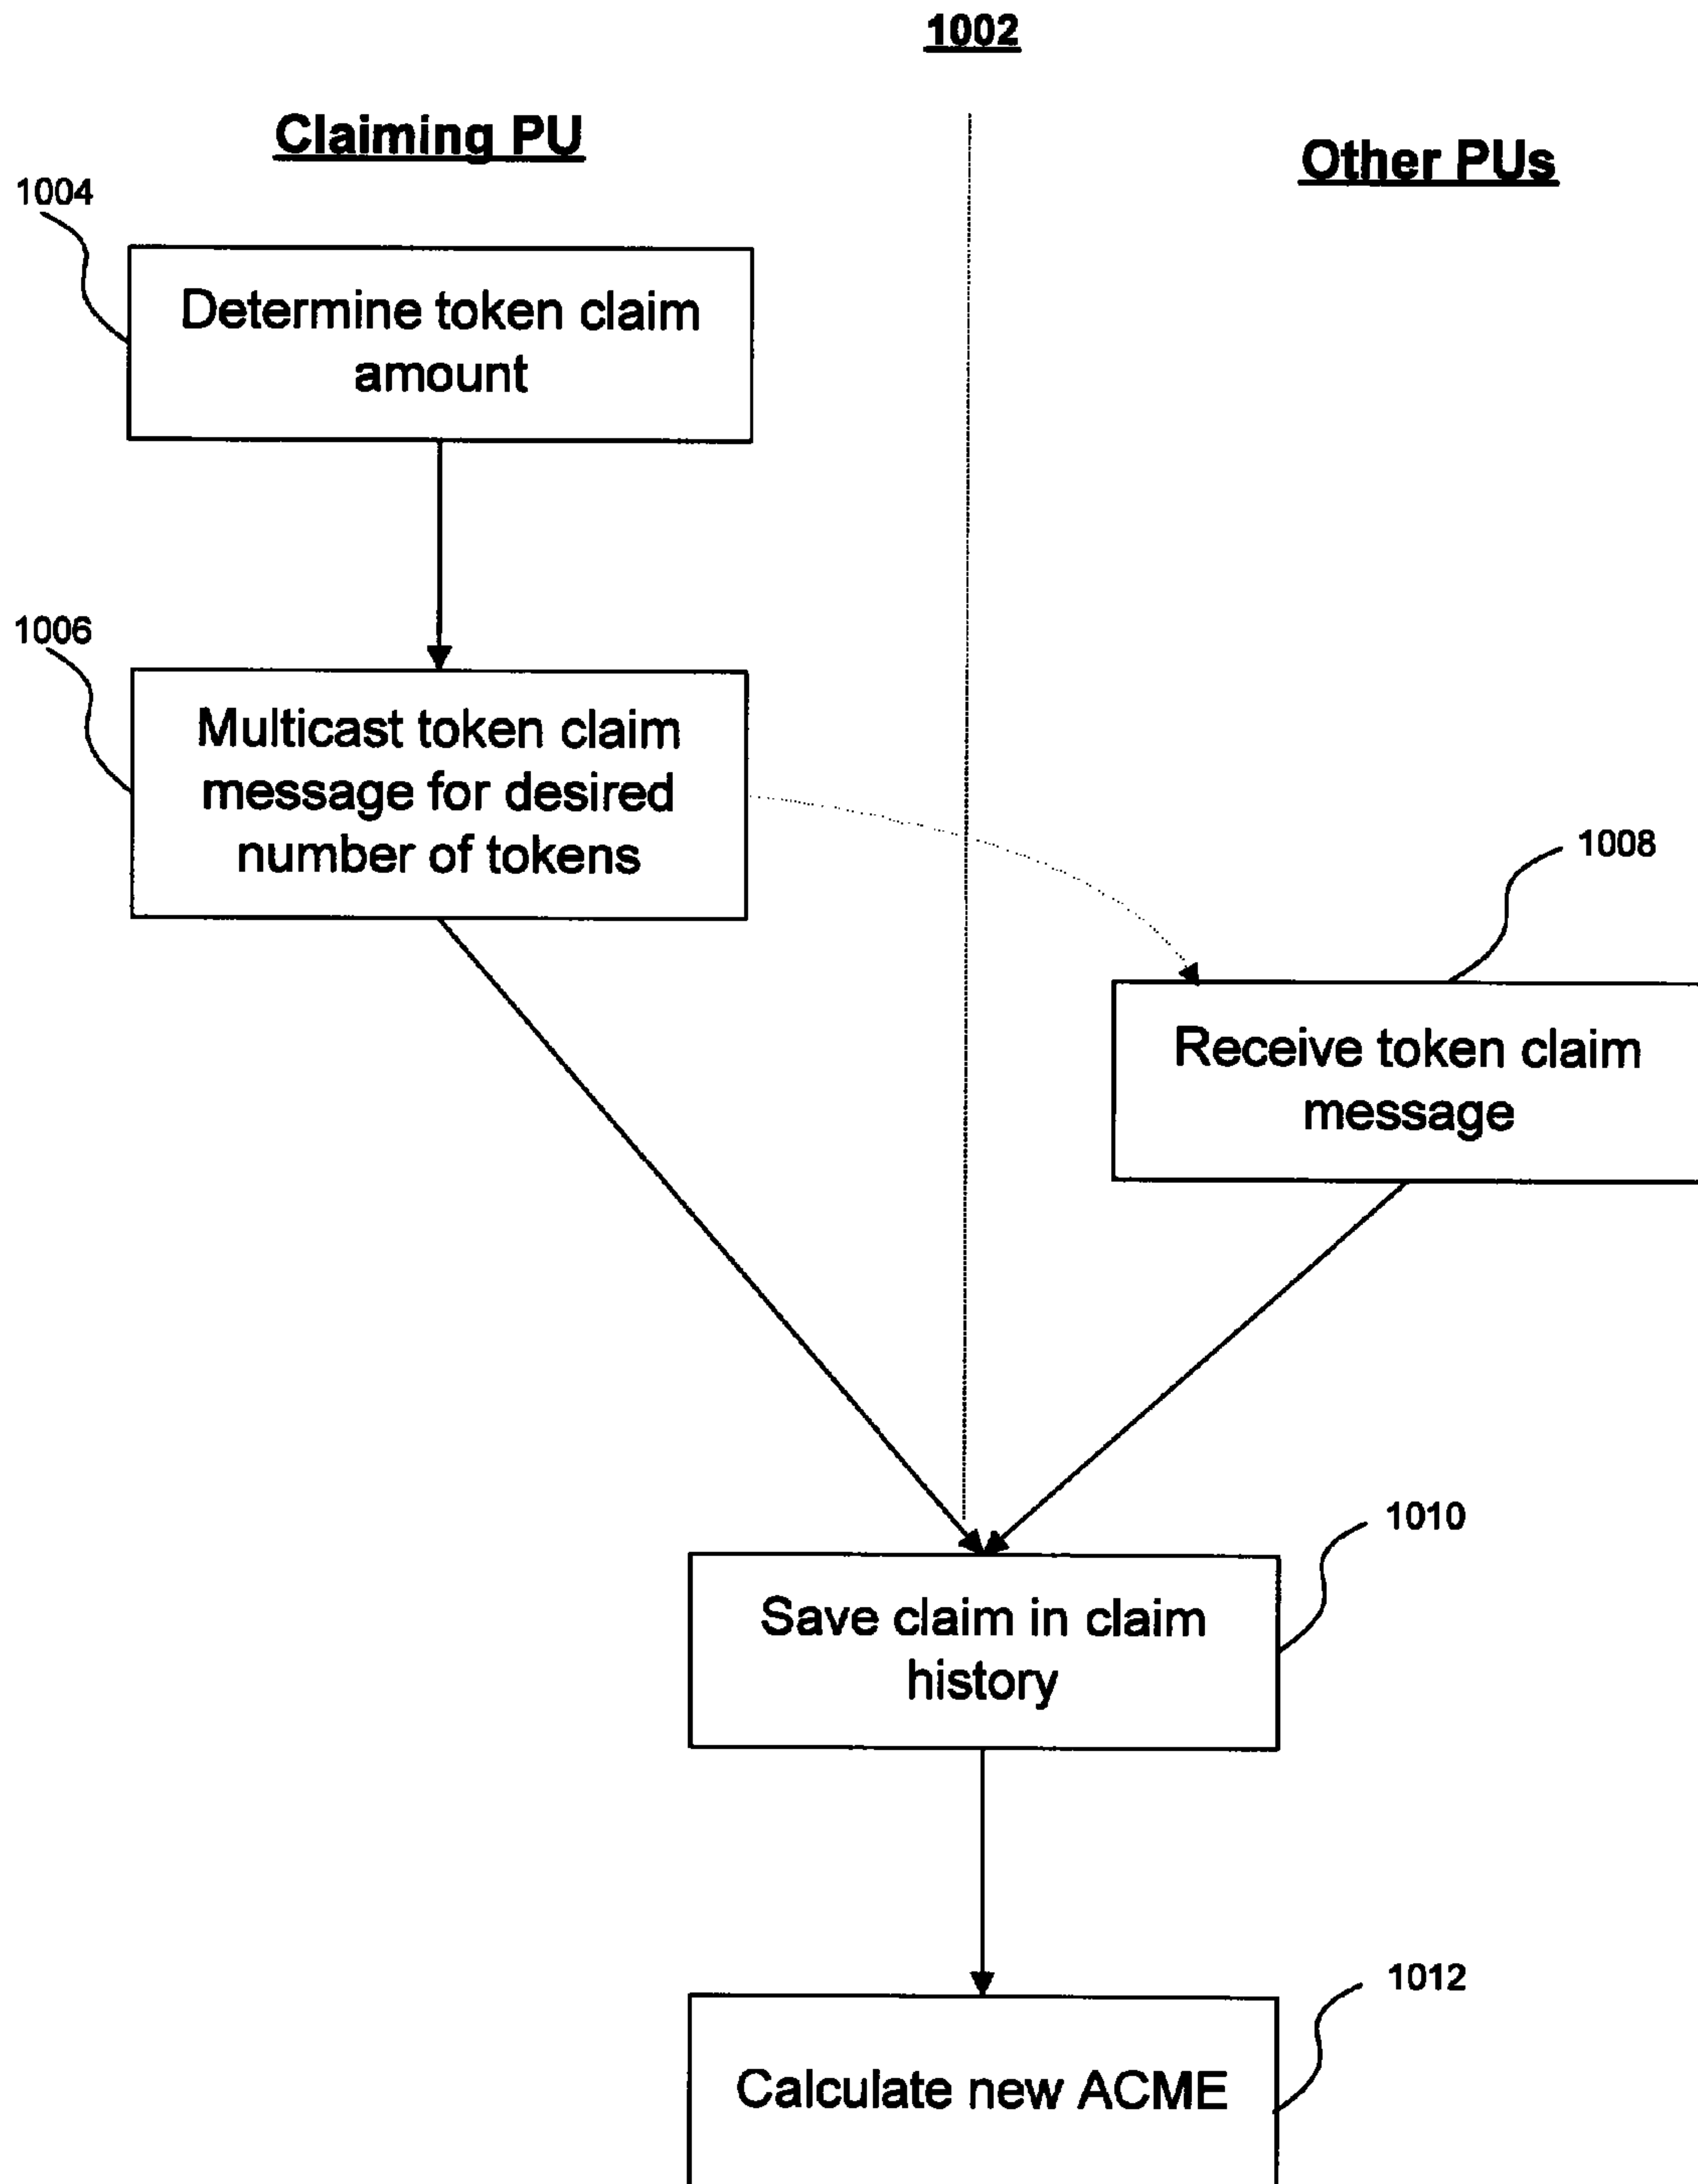 1002
Claiming PU
Other PUs
1004
Determine token claim
amount
1006
Multicast token claim
message for desired
number of tokens
1008
Receive token claim
message
1010
Save claim in claim
history
1012
Calculate new ACME